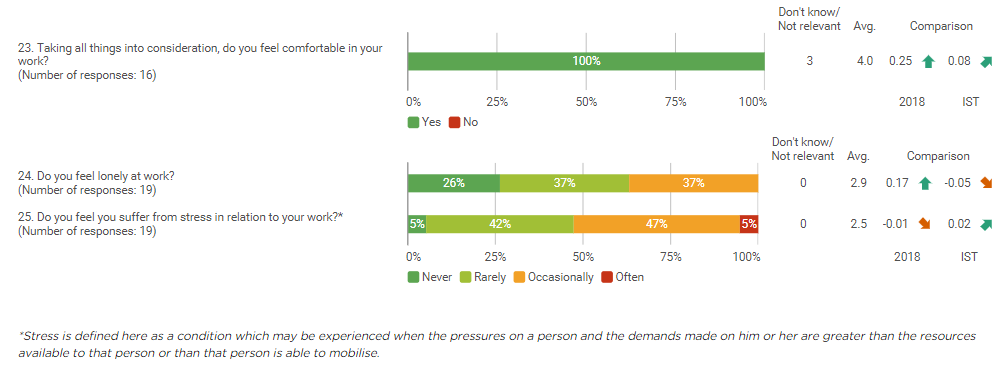 Don't know/
Not relevant Avg. Comparison
23. Taking all things into consideration, do you feel comfortable in your
work?
(Number of responses: 16)
100%
3 4.0 0.25 0.08
0% 25% 50% 75% 100%
2018 IST
Yes No
Don't know/
Not relevant Avg. Comparison
24. Do you feel lonely at work?
(Number of responses: 19)
26% 37% 37%
0 2.9 0.17 -0.05
25. Do you feel you suffer from stress in relation to your work?*
(Number of responses: 19)
5% 42% 47% 5%
0 2.5 -0.01 0.02
0% 25% 50% 75% 100%
2018 IST
Never Rarely Occasionally Often
*Stress is defined here as a condition which may be experienced when the pressures on a person and the demands made on him or her are greater than the resources
available to that person or than that person is able to mobilise.